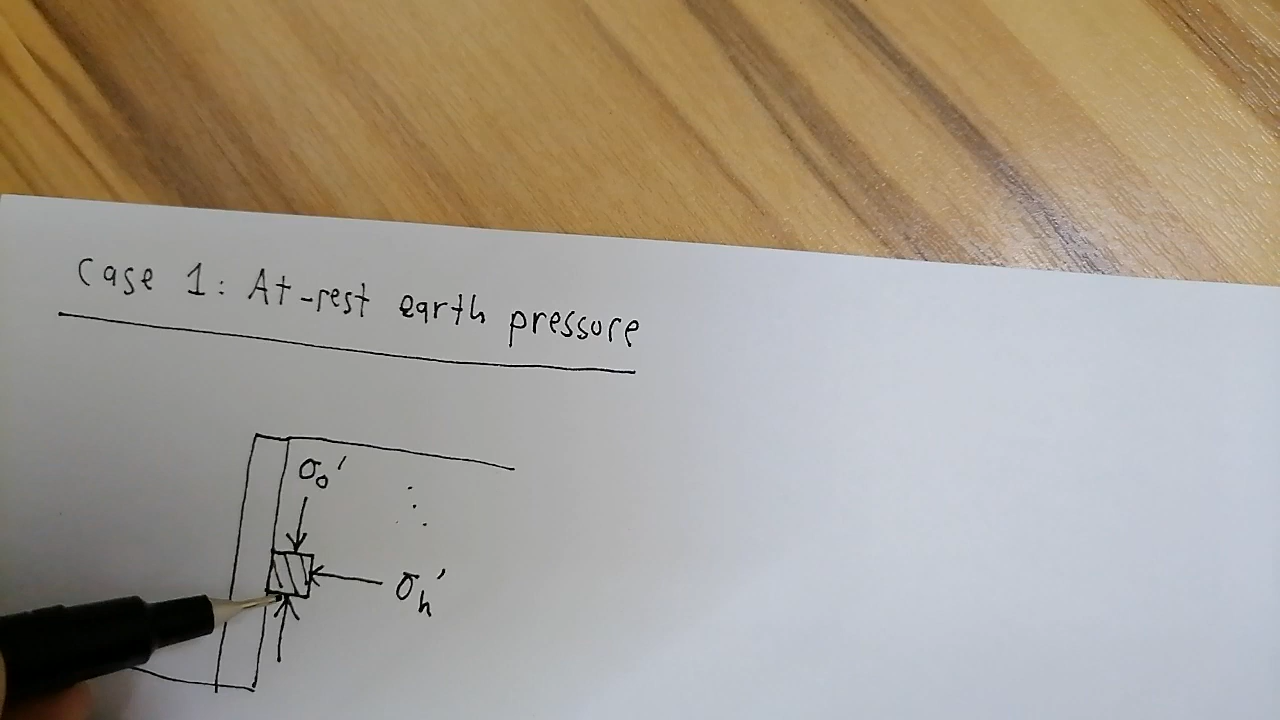 Case 1: At-rest earth pressure
σ₀'
σₕ'